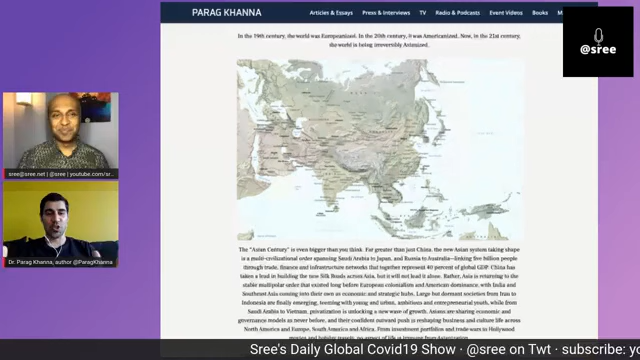 PARAG KHANNA
Articles & Essays Press & Interviews TV Radio & Podcasts Event Videos Books M
@sree
In the 19th century, the world was Europeanized. In the 20th century, it was Americanized. Now, in the 21st century,
the world is being irreversibly Asianized.
sree@sree.net | @sree | youtube.com/sr...
Dr. Parag Khanna, author @ParagKhanna
The "Asian Century" is even bigger than you think. Far greater than just China, the new Asian system taking shape
is a multi-civilizational order spanning Saudi Arabia to Japan, and Russia to Australia—linking five billion people
through trade, finance and infrastructure networks that together represent 40 percent of global GDP. China has
taken a lead in building the new Silk Roads across Asia, but it will not lead it alone. Rather, Asia is returning to the
stable multipolar order that existed long before European colonialism and American dominance, with India and
Southeast Asia coming into their own as economic and strategic hubs. Large but dormant societies from Iran to
Indonesia are finally emerging, teeming with young and urban, ambitious and entrepreneurial youth, while from
Saudi Arabia to Vietnam, privatization is unlocking a new wave of growth. Asians are sharing economic and
governance models as never before, and their confident outward push is reshaping business and culture life across
North America and Europe, South America and Africa. From investment portfolios and trade wars to Hollywood
Sree's Daily Global Covid19 Show · @sree on Twt · subscribe: yo